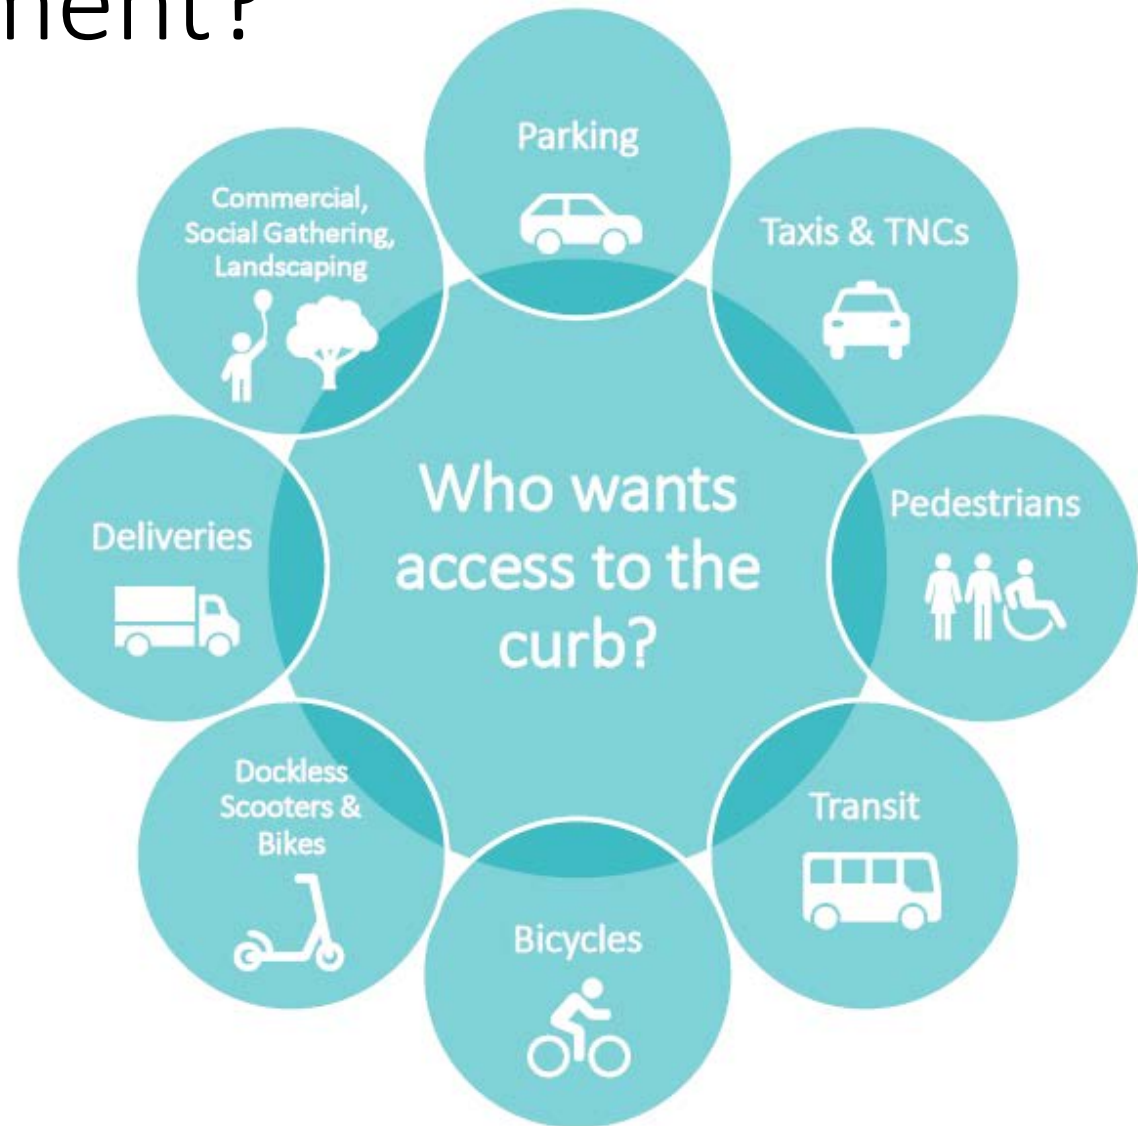 ment?
Parking
Taxis & TNCs
Pedestrians
Transit
Bicycles
Dockless
Scooters &
Bikes
Deliveries
Commercial,
Social Gathering,
Landscaping
Who wants
access to the
curb?